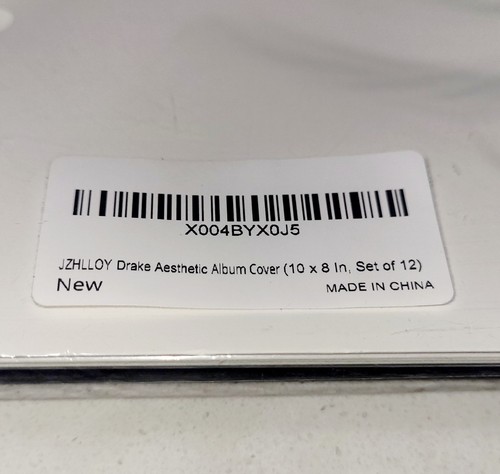 X004BYX0J5
JZHLLOY Drake Aesthetic Album Cover (10 x 8 In, Set of 12)
New
MADE IN CHINA